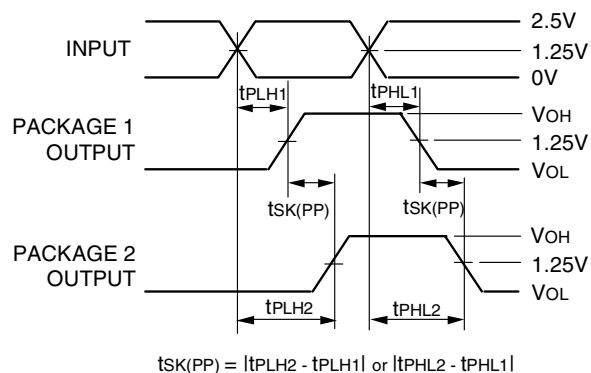 INPUT
2.5V
1.25V
0V
tPLH1
tPHL1
PACKAGE 1
OUTPUT
VOH
1.25V
VOL
tSK(PP)
tSK(PP)
PACKAGE 2
OUTPUT
VOH
1.25V
VOL
tPLH2
tPHL2
tSK(PP) = |tPLH2 - tPLH1| or |tPHL2 - tPHL1|